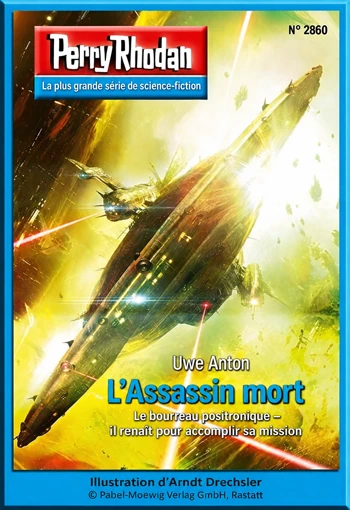 Perry Rhodan
La plus grande série de science-fiction
N° 2860
Uwe Anton
L'Assassin mort
Le bourreau positronique –
il renaît pour accomplir sa mission
Illustration d'Arndt Drechsler
© Pabel-Moewig Verlag GmbH, Rastatt